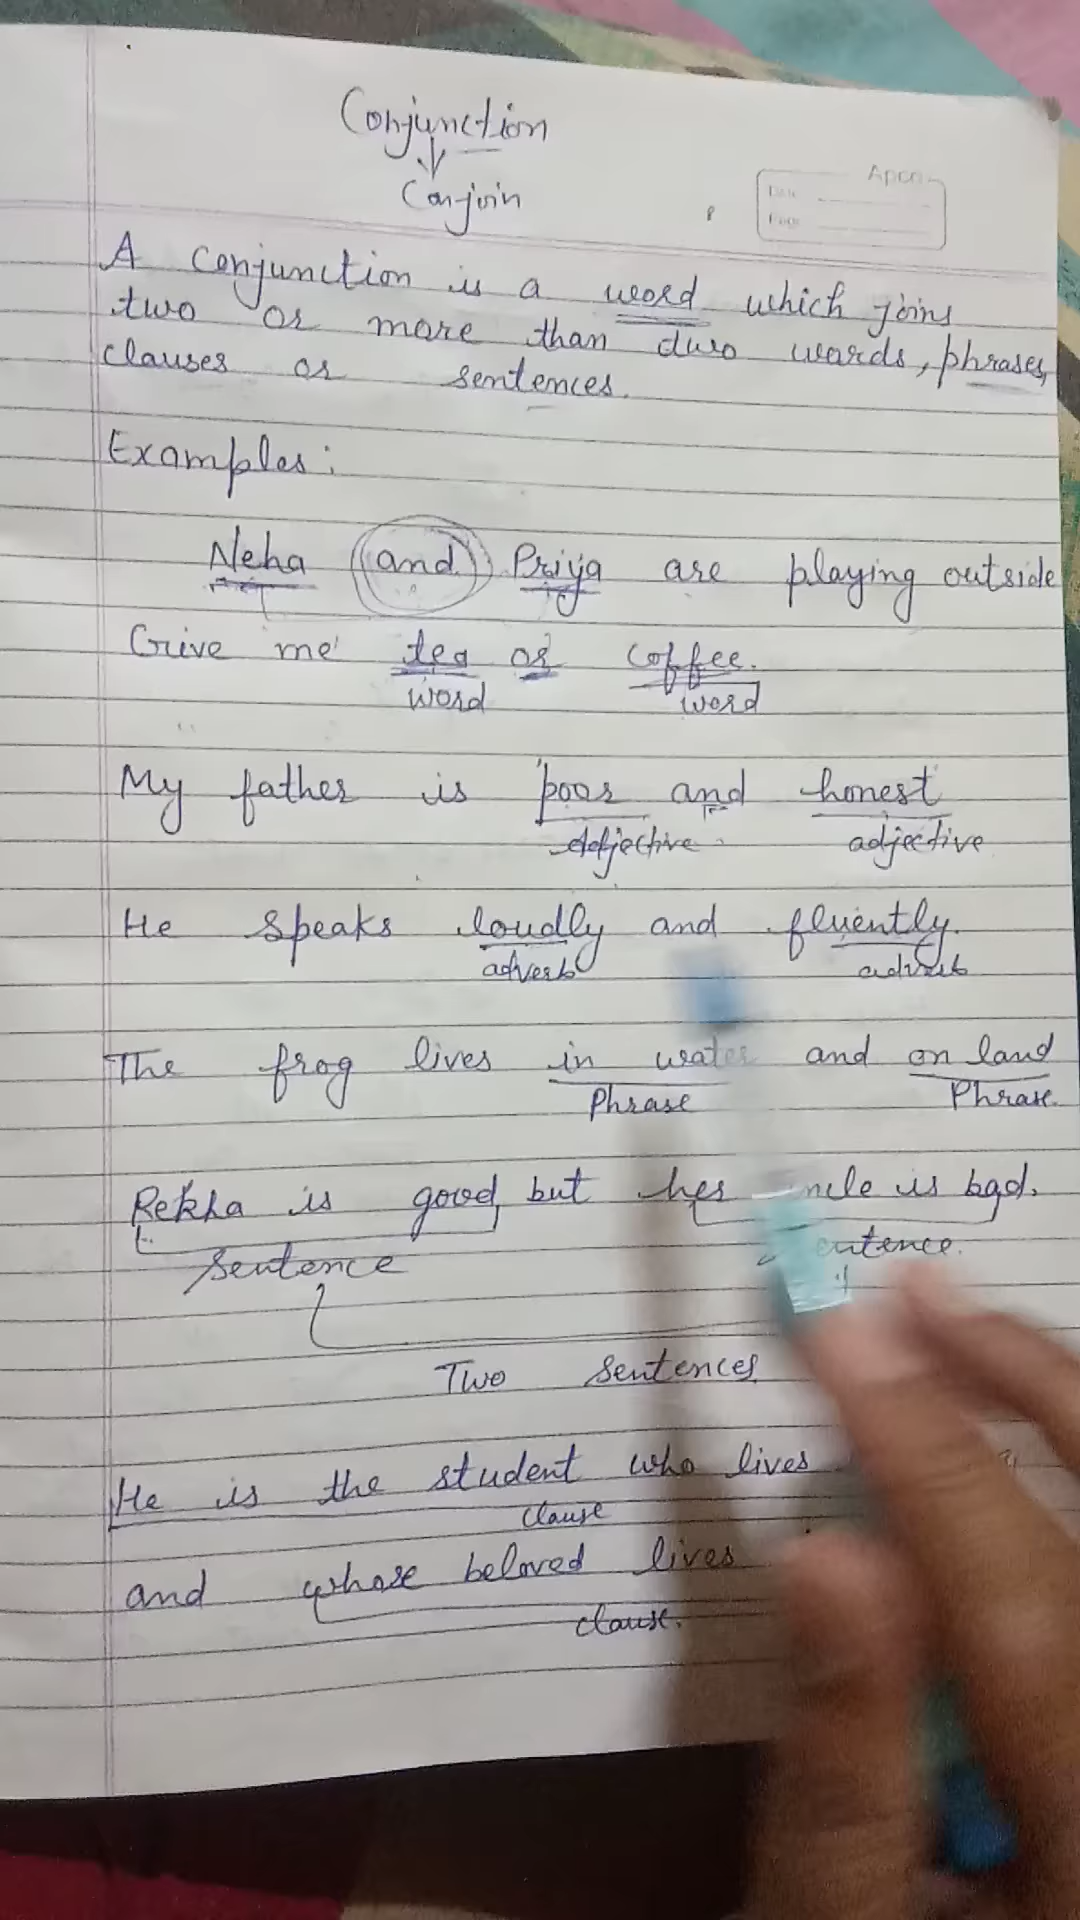 Conjunction
Conjoin
Apco
Date
Page
A conjunction is a word which joins
two or more than two words, phrases,
clauses or sentences.
Examples:
Neha and Priya are playing outside
Give me tea or coffee.
word word
My father is poor and honest
adjective adjective
He speaks loudly and fluently.
adverb adverb
The frog lives in water and on land
Phrase Phrase.
Rekha is good, but her is bad.
sentence sentence.
Two sentences
He is the student who lives
clause
and whose beloved lives
clause.